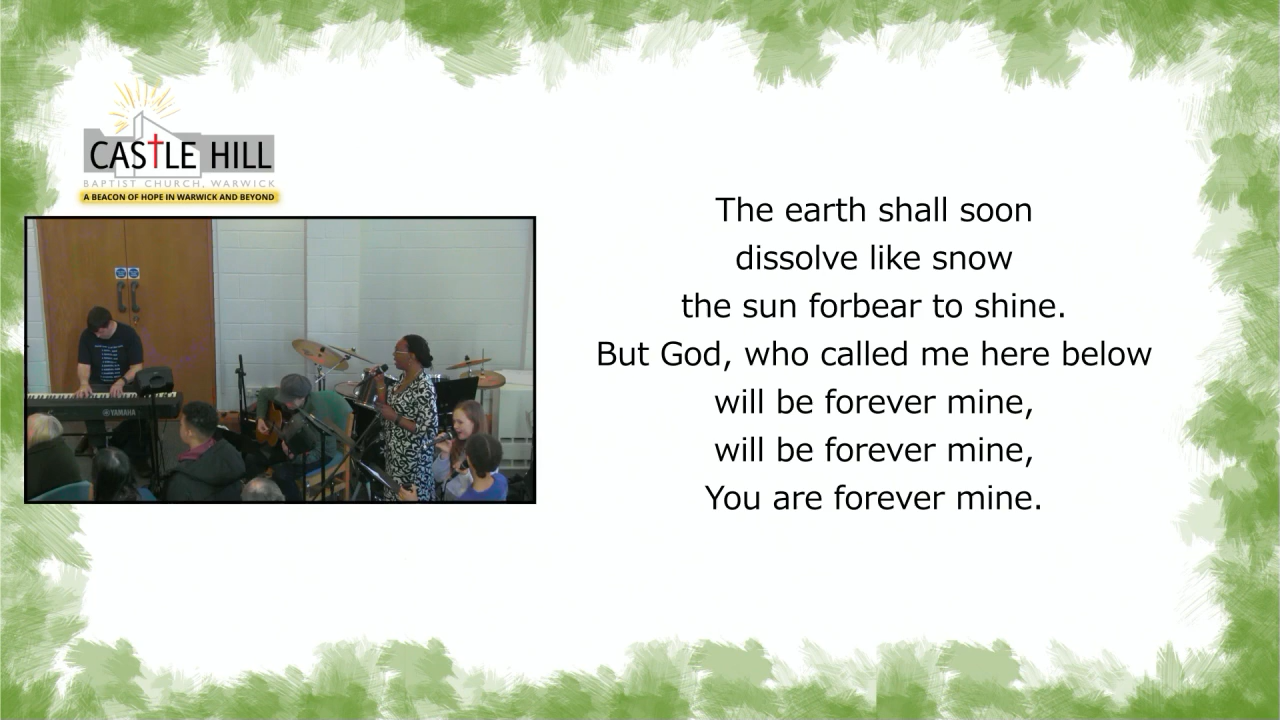 CASTLE HILL
BAPTIST CHURCH, WARWICK
A BEACON OF HOPE IN WARWICK AND BEYOND
YAMAHA
The earth shall soon
dissolve like snow
the sun forbear to shine.
But God, who called me here below
will be forever mine,
will be forever mine,
You are forever mine.